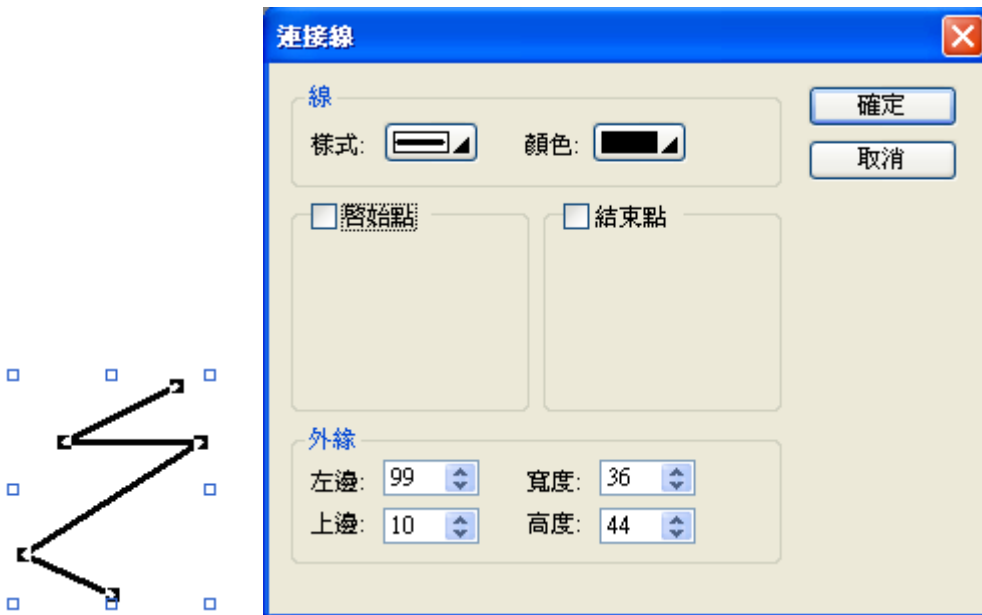 連接線
線
確定
樣式: 顏色:
取消
啓始點 結束點
外緣
左邊: 99 寬度: 36
上邊: 10 高度: 44